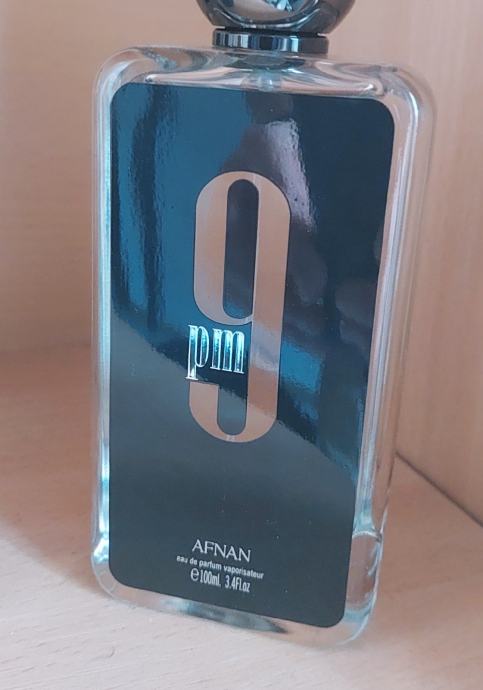 9
pm
AFNAN
eau de parfum vaporisateur
℮100ml. 3.4Fl.oz